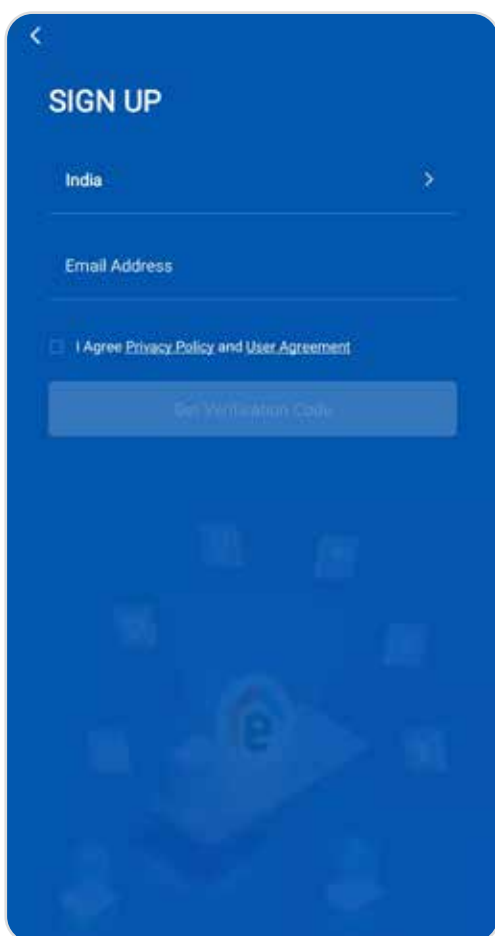 SIGN UP
India
Email Address
I Agree Privacy Policy and User Agreement
Get Verification Code
e